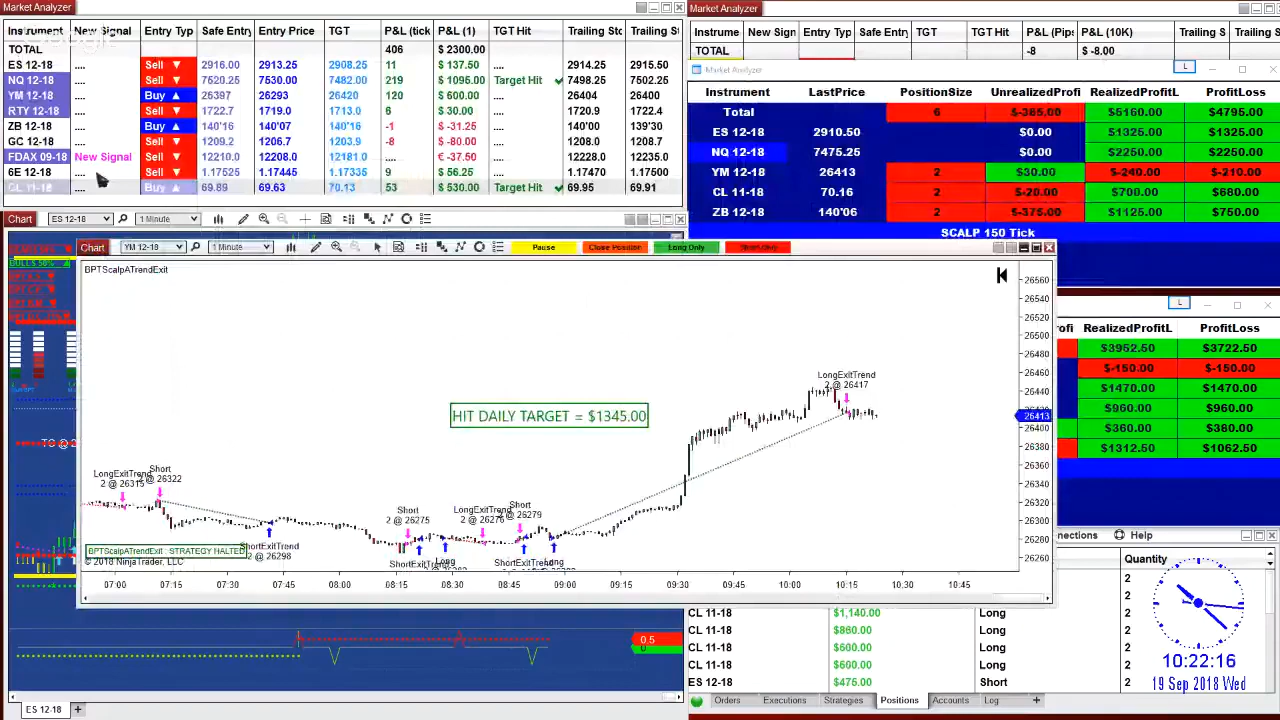 Market Analyzer
Instrument New Signal Entry Typ Safe Entry Entry Price TGT P&L (tick P&L (1) TGT Hit Trailing Sto Trailing St
TOTAL 406 $ 2300.00
ES 12-18 .... Sell 2916.00 2913.25 2908.25 11 $ 137.50 2914.25 2915.50
NQ 12-18 .... Sell 7520.25 7530.00 7482.00 219 $ 1095.00 Target Hit 7498.25 7502.25
YM 12-18 .... Buy 26397 26293 26420 120 $ 600.00 26404 26400
RTY 12-18 .... Sell 1722.7 1719.0 1713.0 6 $ 30.00 1720.9 1722.4
ZB 12-18 .... Buy 140'16 140'07 140'16 -1 $ -31.25 140'00 139'30
GC 12-18 .... Sell 1209.2 1206.7 1203.9 -8 $ -80.00 1208.0 1208.7
FDAX 09-18 New Signal Sell 12210.0 12208.0 12181.0 .... € -37.50 12228.0 12235.0
6E 12-18 .... Sell 1.17525 1.17445 1.17335 9 $ 56.25 1.17470 1.17500
CL 11-18 .... Buy 69.89 69.63 70.13 53 $ 530.00 Target Hit 69.95 69.91
Market Analyzer
Instrume New Sign Entry Typ Safe Entry TGT TGT Hit P&L (Pips P&L (10K) Trailing S Trailing
TOTAL -8 $ -8.00
Market Analyzer L
Instrument LastPrice PositionSize UnrealizedProfi RealizedProfit ProfitLoss
Total 6 $-365.00 $5160.00 $4795.00
ES 12-18 2910.50 $0.00 $1325.00 $1325.00
NQ 12-18 7475.25 $0.00 $2250.00 $2250.00
YM 12-18 26413 2 $30.00 $-240.00 $-210.00
CL 11-18 70.16 2 $-20.00 $700.00 $680.00
ZB 12-18 140'06 2 $-375.00 $1125.00 $750.00
SCALP 150 Tick
Chart ES 12-18 1 Minute
Chart YM 12-18 1 Minute Pause Close Position Long Only Short Only
BPTScalpATrendExit
HIT DAILY TARGET = $1345.00
LongExitTrend
2 @ 26417
LongExitTrend
2 @ 26315
Short
2 @ 26322
ShortExitTrend
2 @ 26298
Short
2 @ 26275
LongExitTrend
2 @ 26276
Short
2 @ 26279
ShortExitTrend
Long
ShortExitTrend
Long
BPTScalpATrendExit : STRATEGY HALTED
© 2018 NinjaTrader, LLC
26560
26540
26520
26500
26480
26460
26440
26413
26400
26380
26360
26340
26320
26300
26280
26260
07:00 07:15 07:30 07:45 08:00 08:15 08:30 08:45 09:00 09:15 09:30 09:45 10:00 10:15 10:30 10:45
L
ofi RealizedProfitL ProfitLoss
$3952.50 $3722.50
$-150.00 $-150.00
$1470.00 $1387.00
$960.00 $960.00
$360.00 $380.00
$1312.50 $1062.50
nections Help
Quantity
2
2
2
2
2
2
2
CL 11-18 $1,140.00 Long
CL 11-18 $860.00 Long
CL 11-18 $600.00 Long
CL 11-18 $600.00 Long
ES 12-18 $475.00 Short
Orders Executions Strategies Positions Accounts Log +
10:22:16
19 Sep 2018 Wed
TG @
0.5
0
ES 12-18 +